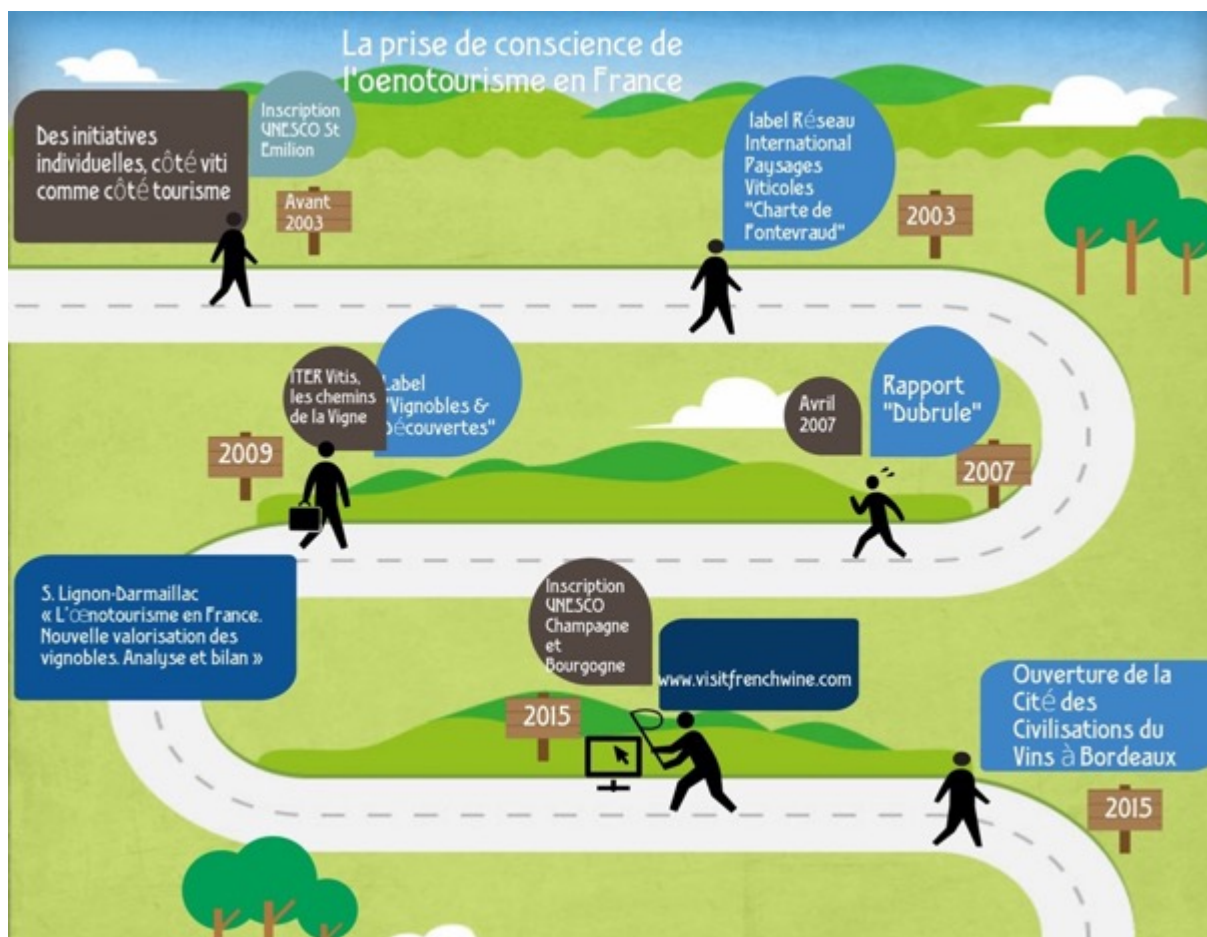 La prise de conscience de
l'oenotourisme en France
Des initiatives
individuelles, côté viti
comme côté tourisme
Inscription
UNESCO St
Emilion
Avant
2003
label Réseau
International
Paysages
Viticoles
"Charte de
Fontevraud"
2003
ITER Vitis,
les chemins
de la Vigne
Label
"Vignobles &
Découvertes"
2009
Avril
2007
Rapport
"Dubrule"
2007
S. Lignon-Darmaillac
« L'œnotourisme en France.
Nouvelle valorisation des
vignobles. Analyse et bilan »
Inscription
UNESCO
Champagne
et
Bourgogne
www.visitfrenchwine.com
2015
Ouverture de la
Cité des
Civilisations du
Vins à Bordeaux
2015